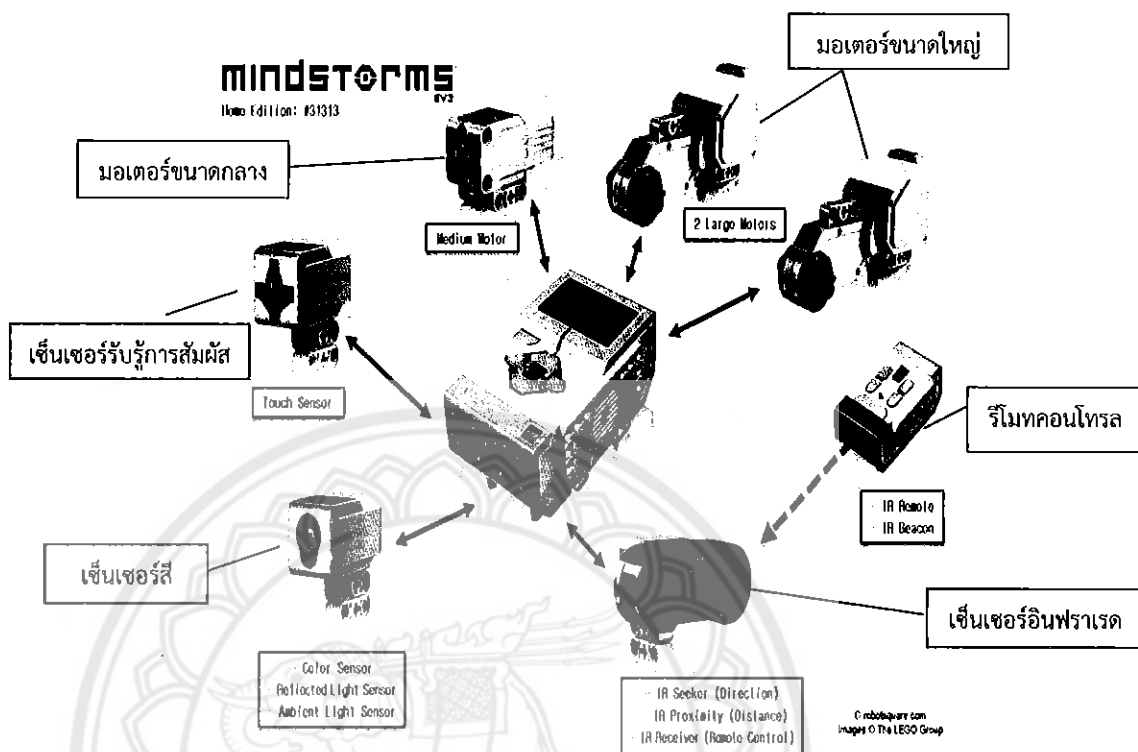 มอเตอร์ขนาดใหญ่
mindstorms
EV3
Home Edition: #31313
มอเตอร์ขนาดกลาง
Medium Motor
2 Large Motors
เซ็นเซอร์รับรู้การสัมผัส
Touch Sensor
รีโมทคอนโทรล
· IR Remote
· IR Beacon
เซ็นเซอร์สี
เซ็นเซอร์อินฟราเรด
· Color Sensor
· Reflected Light Sensor
· Ambient Light Sensor
· IR Seeker (Direction)
IR Proximity (Distance)
· IR Receiver (Remote Control)
© robotsquare.com
Images © The LEGO Group